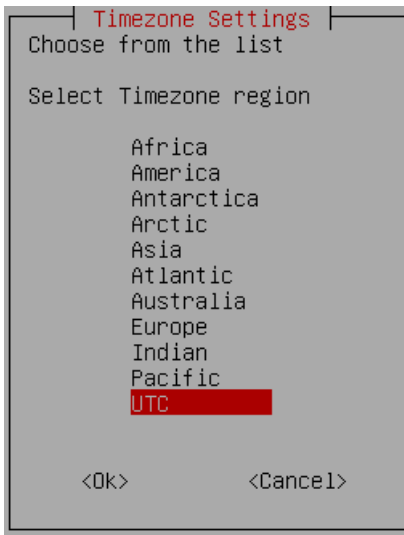 Timezone Settings
Choose from the list
Select Timezone region
Africa
America
Antarctica
Arctic
Asia
Atlantic
Australia
Europe
Indian
Pacific
UTC
<Ok> <Cancel>